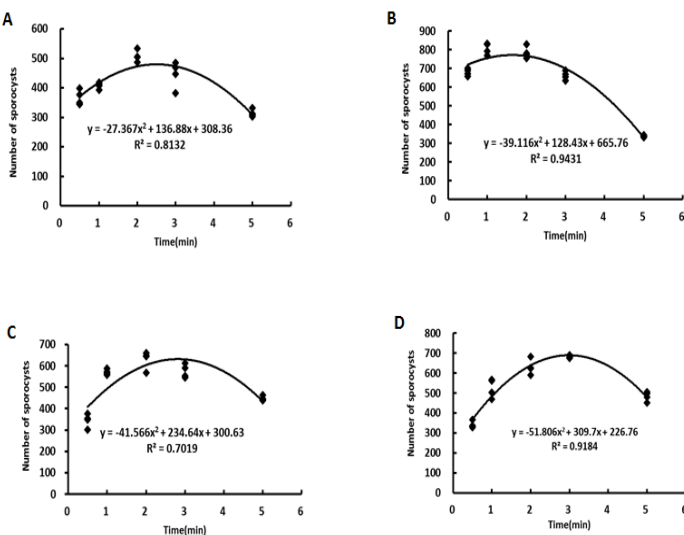 A
Number of sporocysts
600
500
400
300
200
100
0
y = -27.367x² + 136.88x + 308.36
R² = 0.8132
0 1 2 3 4 5 6
Time(min)
B
Number of sporocysts
900
800
700
600
500
400
300
200
100
0
y = -39.116x² + 128.43x + 665.76
R² = 0.9431
0 1 2 3 4 5 6
Time(min)
C
Number of sporocysts
700
600
500
400
300
200
100
0
y = -41.566x² + 234.64x + 300.63
R² = 0.7019
0 1 2 3 4 5 6
Time(min)
D
Number of sporocysts
800
700
600
500
400
300
200
100
0
y = -51.806x² + 309.7x + 226.76
R² = 0.9184
0 1 2 3 4 5 6
Time(min)